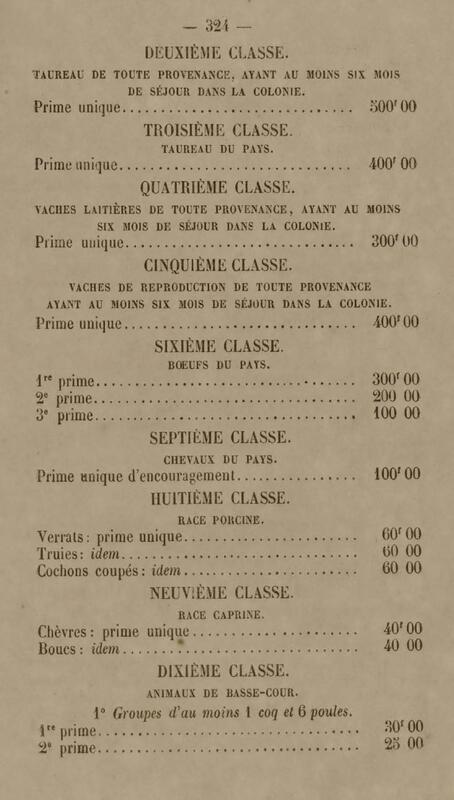 — 324 —
DEUXIÈME CLASSE.
TAUREAU DE TOUTE PROVENANCE, AYANT AU MOINS SIX MOIS
DE SÉJOUR DANS LA COLONIE.
Prime unique............................ 500ᶠ 00
TROISIÈME CLASSE.
TAUREAU DU PAYS.
Prime unique............................ 400ᶠ 00
QUATRIÈME CLASSE.
VACHES LAITIÈRES DE TOUTE PROVENANCE, AYANT AU MOINS
SIX MOIS DE SÉJOUR DANS LA COLONIE.
Prime unique............................ 300ᶠ 00
CINQUIÈME CLASSE.
VACHES DE REPRODUCTION DE TOUTE PROVENANCE
AYANT AU MOINS SIX MOIS DE SÉJOUR DANS LA COLONIE.
Prime unique............................ 400ᶠ 00
SIXIÈME CLASSE.
BŒUFS DU PAYS.
1ʳᵉ prime............................... 300ᶠ 00
2ᵉ prime................................ 200 00
3ᵉ prime................................ 100 00
SEPTIÈME CLASSE.
CHEVAUX DU PAYS.
Prime unique d'encouragement............... 100ᶠ 00
HUITIÈME CLASSE.
RACE PORCINE.
Verrats : prime unique..................... 60ᶠ 00
Truies : idem............................. 60 00
Cochons coupés : idem..................... 60 00
NEUVIÈME CLASSE.
RACE CAPRINE.
Chèvres : prime unique.................... 40ᶠ 00
Boucs : idem............................. 40 00
DIXIÈME CLASSE.
ANIMAUX DE BASSE-COUR.
1° Groupes d'au moins 1 coq et 6 poules.
1ʳᵉ prime............................... 30ᶠ 00
2ᵉ prime................................ 25 00